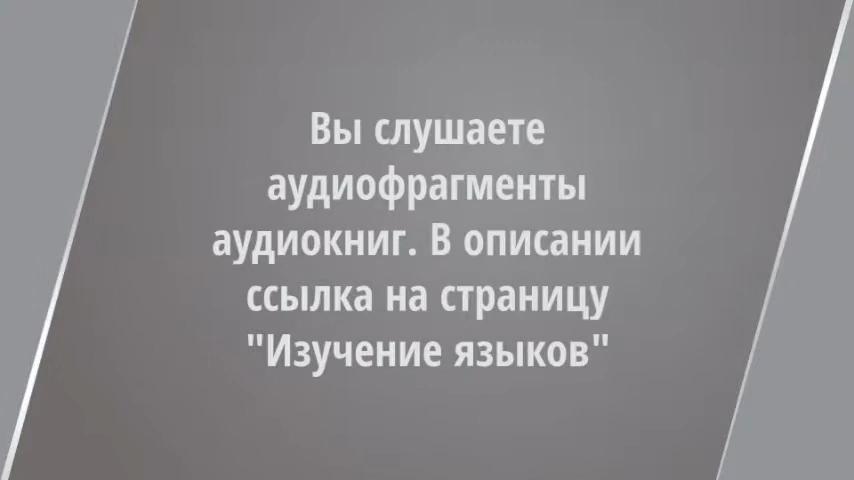 Вы слушаете
аудиофрагменты
аудиокниг. В описании
ссылка на страницу
"Изучение языков"